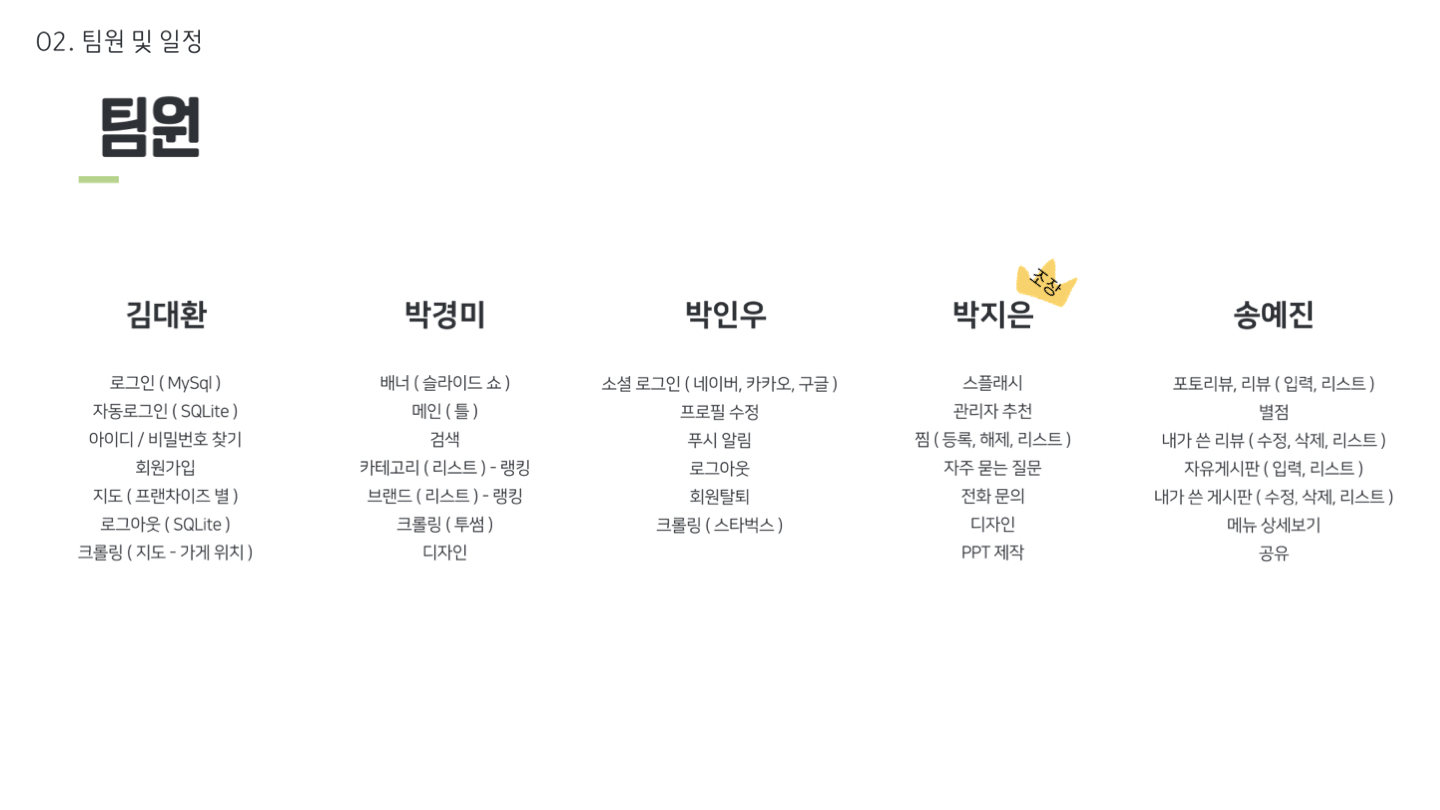 02. 팀원 및 일정
팀원
김대환
로그인 ( MySql )
자동로그인 ( SQLite )
아이디 / 비밀번호 찾기
회원가입
지도 ( 프랜차이즈 별 )
로그아웃 ( SQLite )
크롤링 ( 지도 - 가게 위치 )
박경미
배너 ( 슬라이드 쇼 )
메인 ( 틀 )
검색
카테고리 ( 리스트 ) - 랭킹
브랜드 ( 리스트 ) - 랭킹
크롤링 ( 투썸 )
디자인
박인우
소셜 로그인 ( 네이버, 카카오, 구글 )
프로필 수정
푸시 알림
로그아웃
회원탈퇴
크롤링 ( 스타벅스 )
조장
박지은
스플래시
관리자 추천
찜 ( 등록, 해제, 리스트 )
자주 묻는 질문
전화 문의
디자인
PPT 제작
송예진
포토리뷰, 리뷰 ( 입력, 리스트 )
별점
내가 쓴 리뷰 ( 수정, 삭제, 리스트 )
자유게시판 ( 입력, 리스트 )
내가 쓴 게시판 ( 수정, 삭제, 리스트 )
메뉴 상세보기
공유